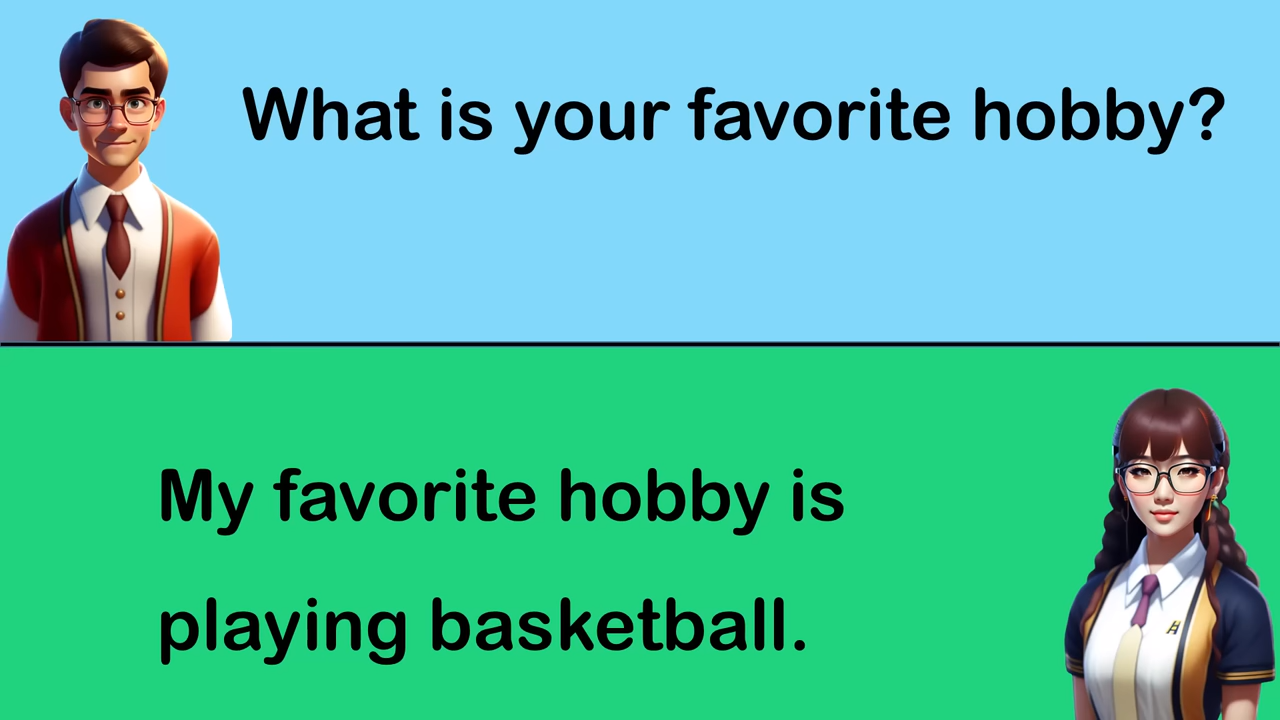 What is your favorite hobby?
My favorite hobby is
playing basketball.